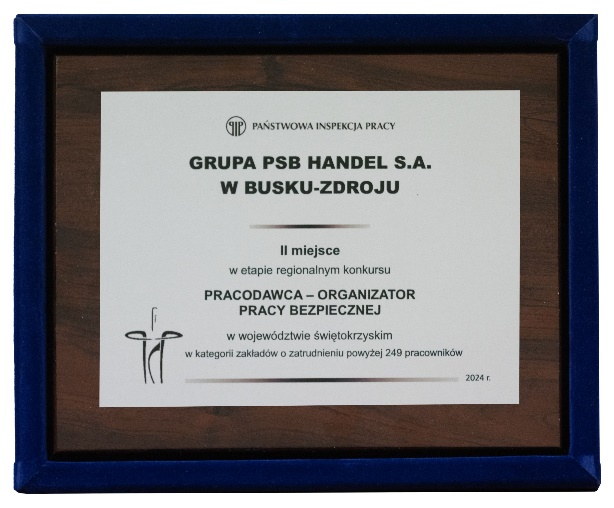 PAŃSTWOWA INSPEKCJA PRACY
GRUPA PSB HANDEL S.A.
W BUSKU-ZDROJU
II miejsce
w etapie regionalnym konkursu
PRACODAWCA – ORGANIZATOR
PRACY BEZPIECZNEJ
w województwie świętokrzyskim
w kategorii zakładów o zatrudnieniu powyżej 249 pracowników
2024 r.